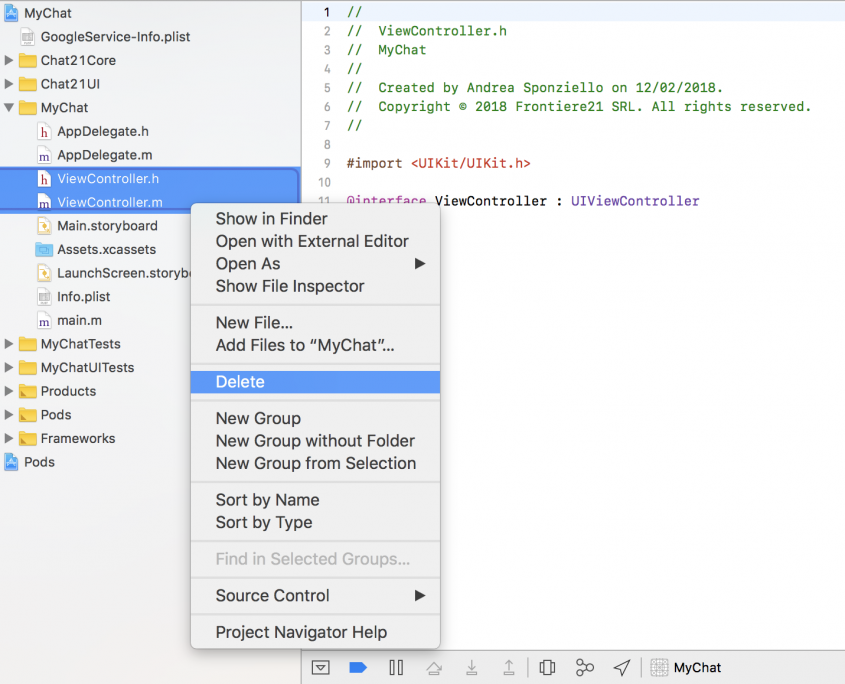 MyChat
GoogleService-Info.plist
Chat21Core
Chat21UI
MyChat
h AppDelegate.h
m AppDelegate.m
h ViewController.h
m ViewController.m
Main.storyboard
Assets.xcassets
LaunchScreen.storyb
Info.plist
m main.m
MyChatTests
MyChatUITests
Products
Pods
Frameworks
Pods
1 //
2 //  ViewController.h
3 //  MyChat
4 //
5 //  Created by Andrea Sponziello on 12/02/2018.
6 //  Copyright © 2018 Frontiere21 SRL. All rights reserved.
7 //
8
9 #import <UIKit/UIKit.h>
10
11 @interface ViewController : UIViewController
Show in Finder
Open with External Editor
Open As
Show File Inspector
New File...
Add Files to “MyChat”...
Delete
New Group
New Group without Folder
New Group from Selection
Sort by Name
Sort by Type
Find in Selected Groups...
Source Control
Project Navigator Help
MyChat